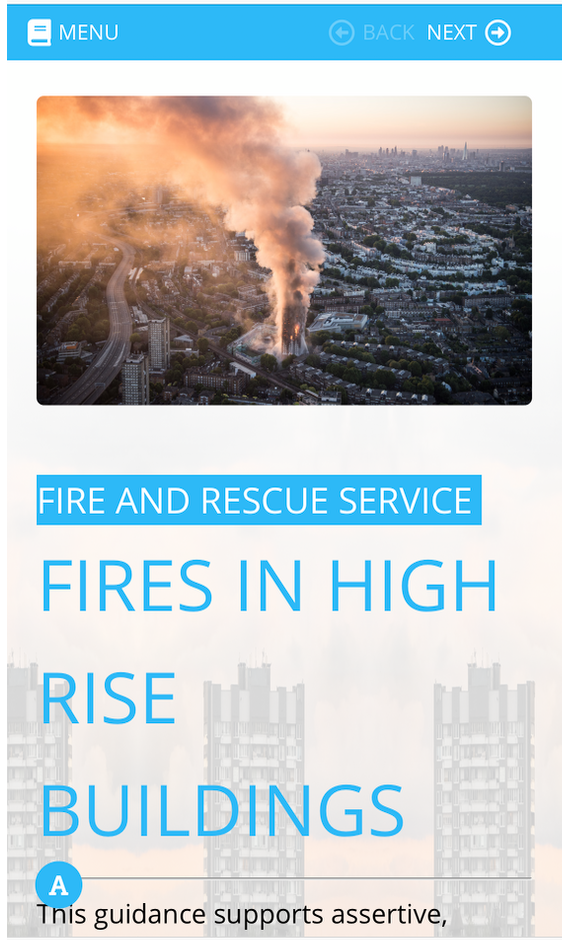 MENU
BACK NEXT
FIRE AND RESCUE SERVICE
FIRES IN HIGH
RISE
BUILDINGS
A
This guidance supports assertive,